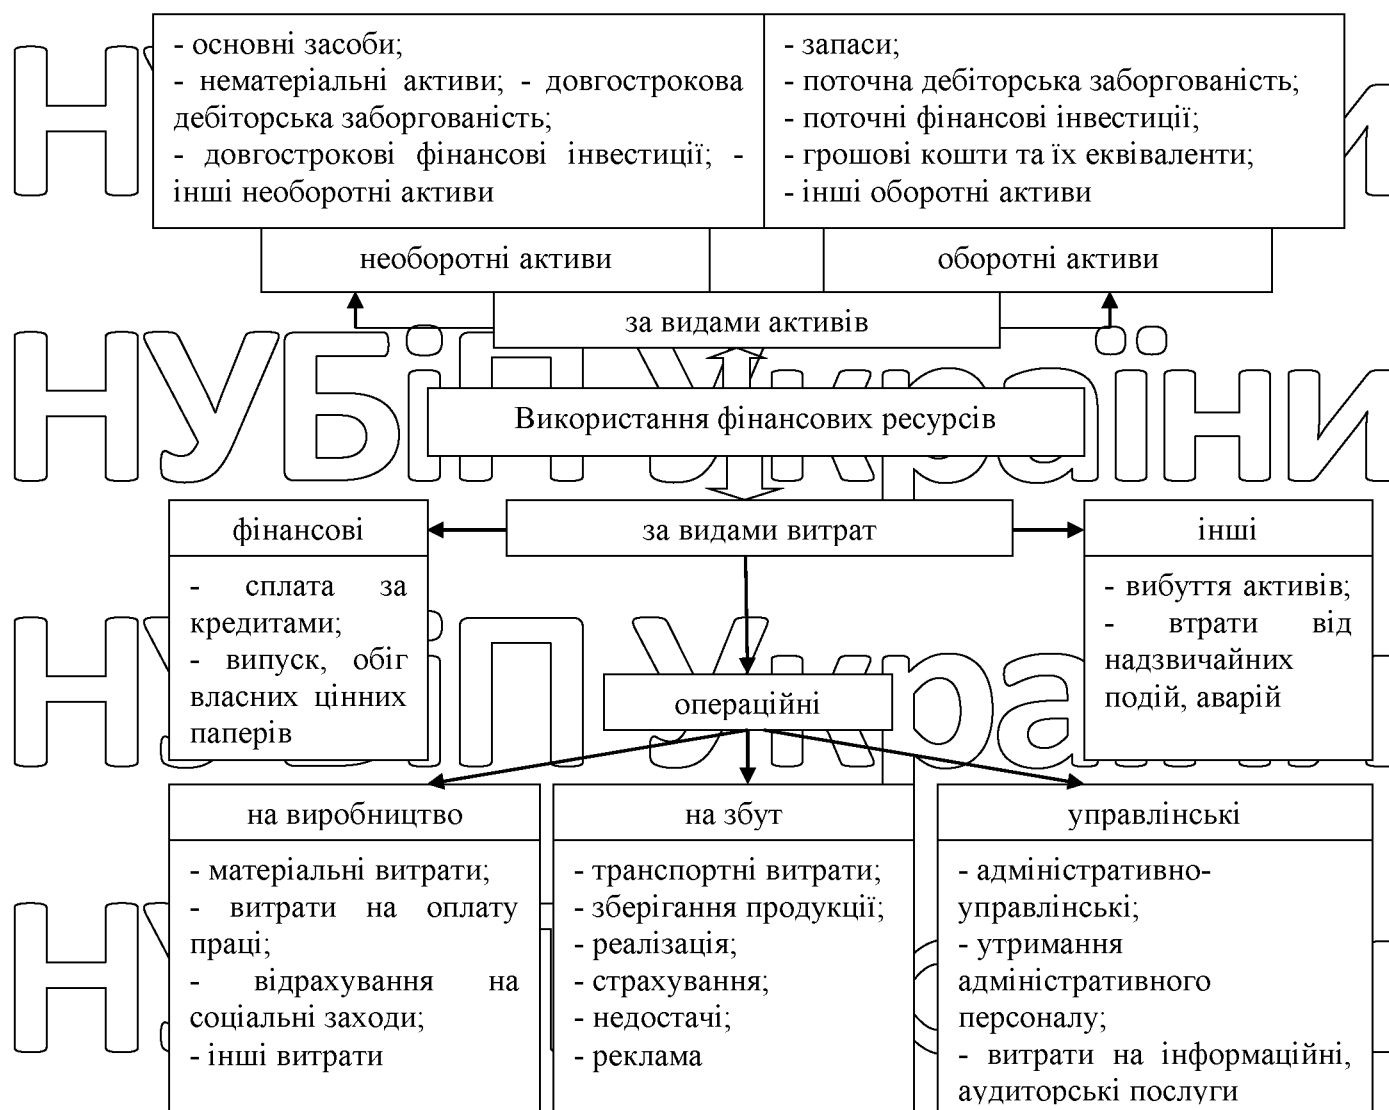 - основні засоби;
- нематеріальні активи; - довгострокова
дебіторська заборгованість;
- довгострокові фінансові інвестиції; -
інші необоротні активи
- запаси;
- поточна дебіторська заборгованість;
- поточні фінансові інвестиції;
- грошові кошти та їх еквіваленти;
- інші оборотні активи
необоротні активи
оборотні активи
за видами активів
НУБіП України
Використання фінансових ресурсів
за видами витрат
фінансові
- сплата за
кредитами;
- випуск, обіг
власних цінних
паперів
інші
- вибуття активів;
- втрати від
надзвичайних
подій, аварій
НУБіП України
операційні
на виробництво
- матеріальні витрати;
- витрати на оплату
праці;
- відрахування на
соціальні заходи;
- інші витрати
на збут
- транспортні витрати;
- зберігання продукції;
- реалізація;
- страхування;
- недостачі;
- реклама
управлінські
- адміністративно-
управлінські;
- утримання
адміністративного
персоналу;
- витрати на інформаційні,
аудиторські послуги